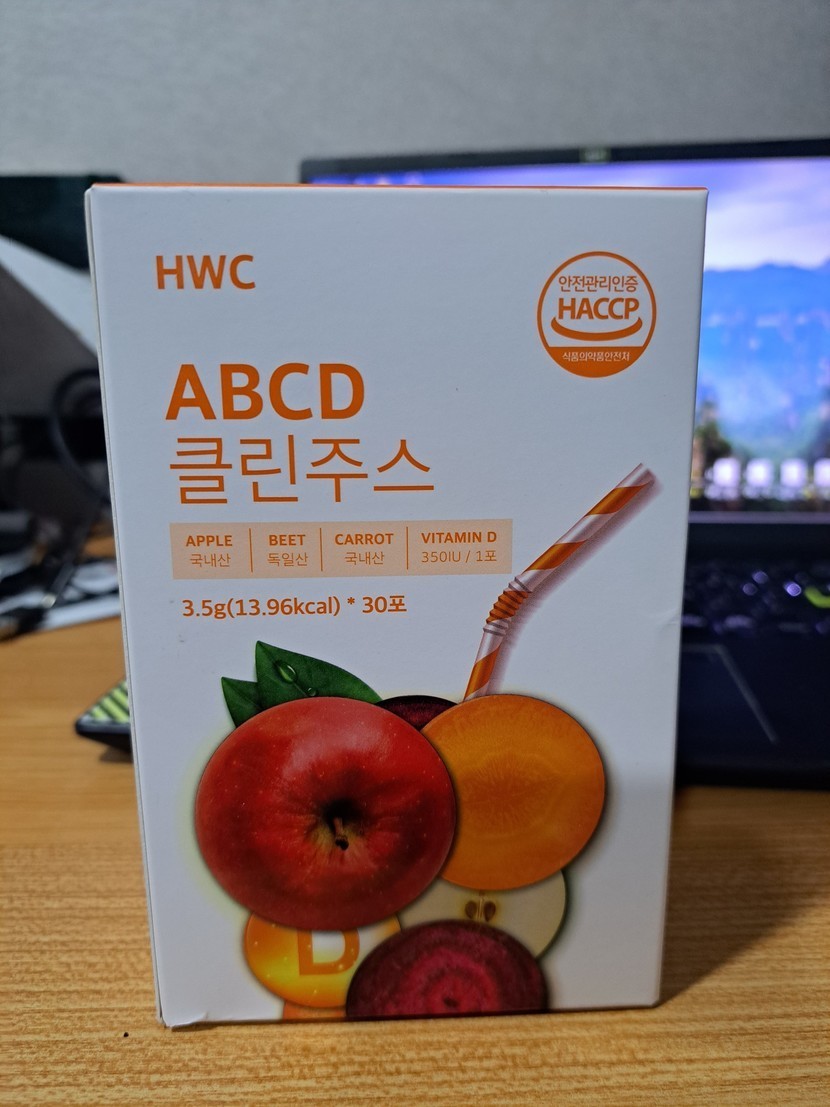 HWC
안전관리인증
HACCP
식품의약품안전처
ABCD
클린주스
APPLE BEET CARROT VITAMIN D
국내산 독일산 국내산 350IU / 1포
3.5g(13.96kcal) * 30포
D